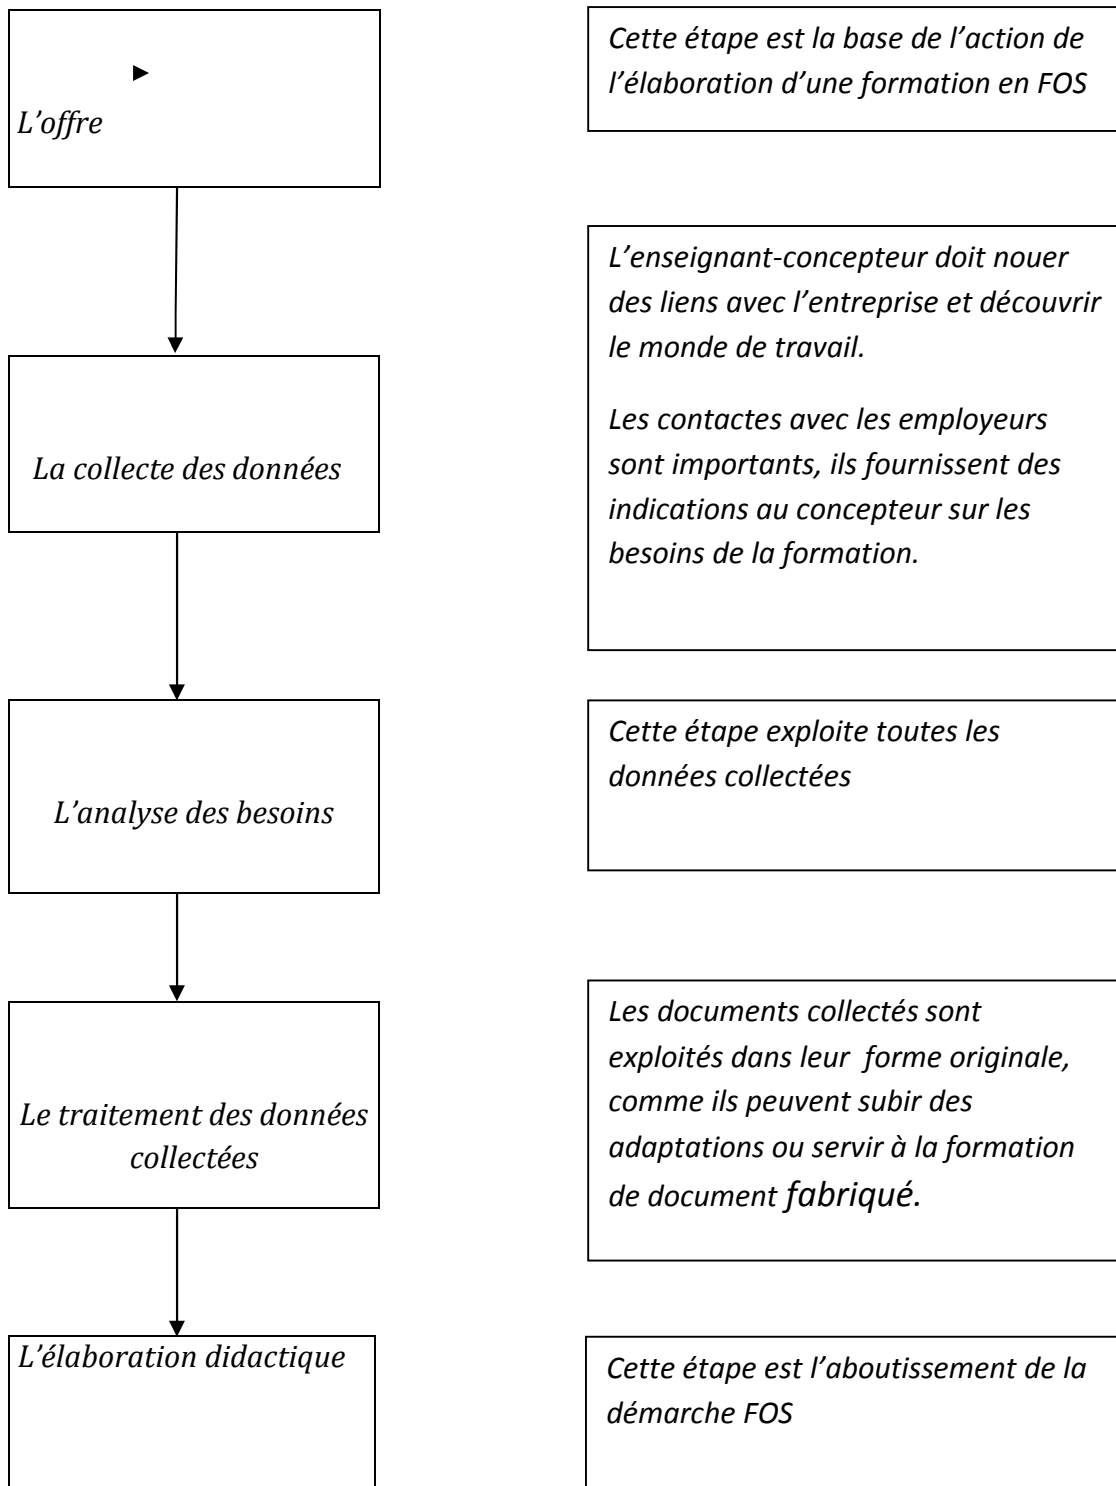 L’offre
Cette étape est la base de l’action de
l’élaboration d’une formation en FOS
L’enseignant-concepteur doit nouer
des liens avec l’entreprise et découvrir
le monde de travail.
Les contactes avec les employeurs
sont importants, ils fournissent des
indications au concepteur sur les
besoins de la formation.
La collecte des données
L’analyse des besoins
Cette étape exploite toutes les
données collectées
Le traitement des données
collectées
Les documents collectés sont
exploités dans leur forme originale,
comme ils peuvent subir des
adaptations ou servir à la formation
de document fabriqué.
L’élaboration didactique
Cette étape est l’aboutissement de la
démarche FOS